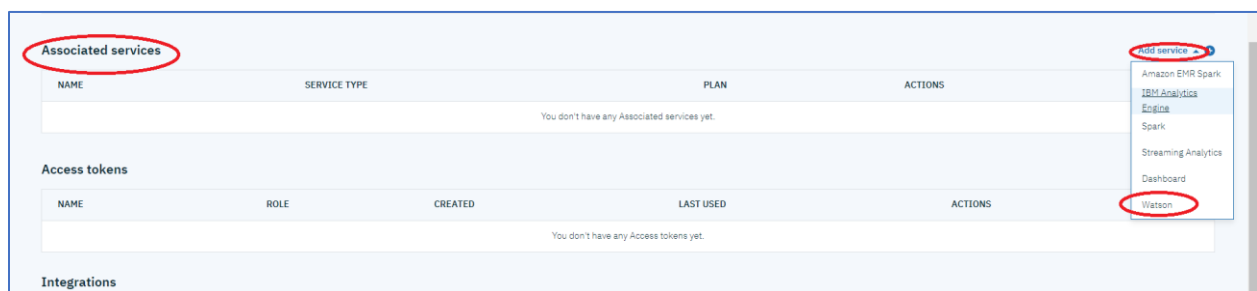 Associated services
Add service
NAME SERVICE TYPE PLAN ACTIONS
You don't have any Associated services yet.
Amazon EMR Spark
IBM Analytics
Engine
Spark
Streaming Analytics
Dashboard
Watson
Access tokens
NAME ROLE CREATED LAST USED ACTIONS
You don't have any Access tokens yet.
Integrations